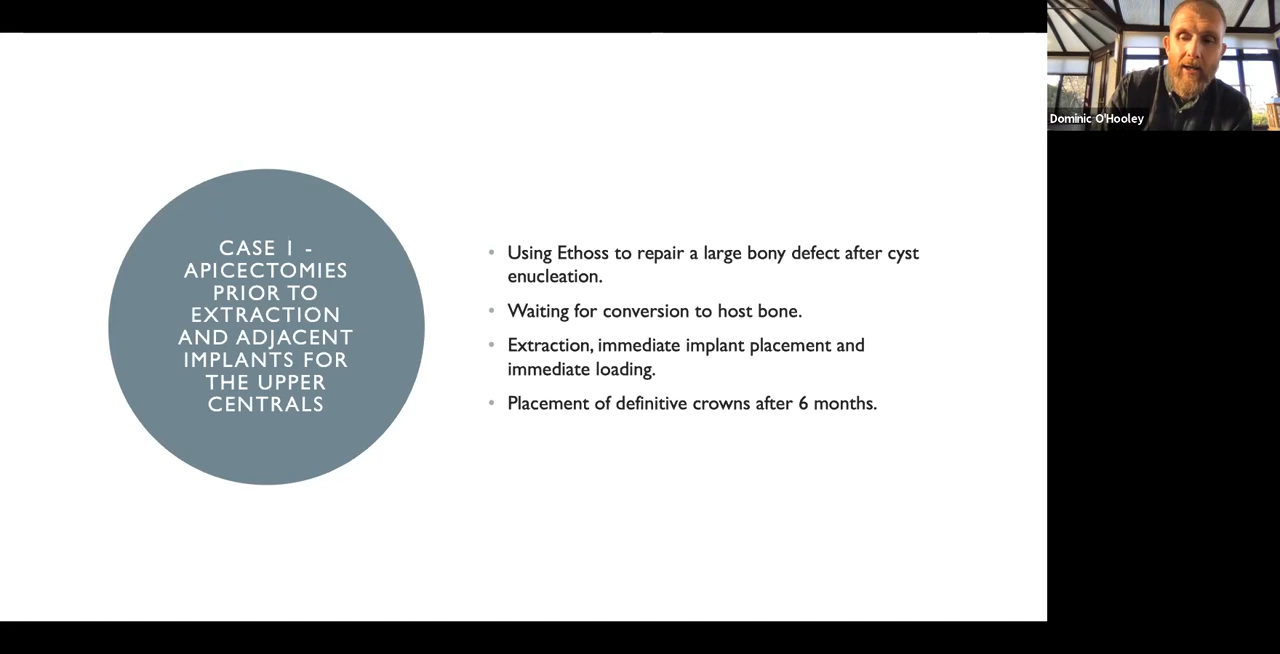 CASE 1 -
APICECTOMIES
PRIOR TO
EXTRACTION
AND ADJACENT
IMPLANTS FOR
THE UPPER
CENTRALS
• Using Ethoss to repair a large bony defect after cyst
enucleation.
• Waiting for conversion to host bone.
• Extraction, immediate implant placement and
immediate loading.
• Placement of definitive crowns after 6 months.
Dominic O'Hooley